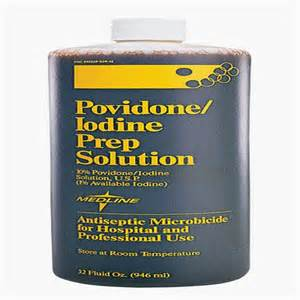 Povidone/
Iodine
Prep
Solution
10% Povidone/Iodine
Solution, U.S.P.
(1% Available Iodine)
MEDLINE
Antiseptic Microbicide
for Hospital and
Professional Use
Store at Room Temperature
32 Fluid Oz. (946 ml)